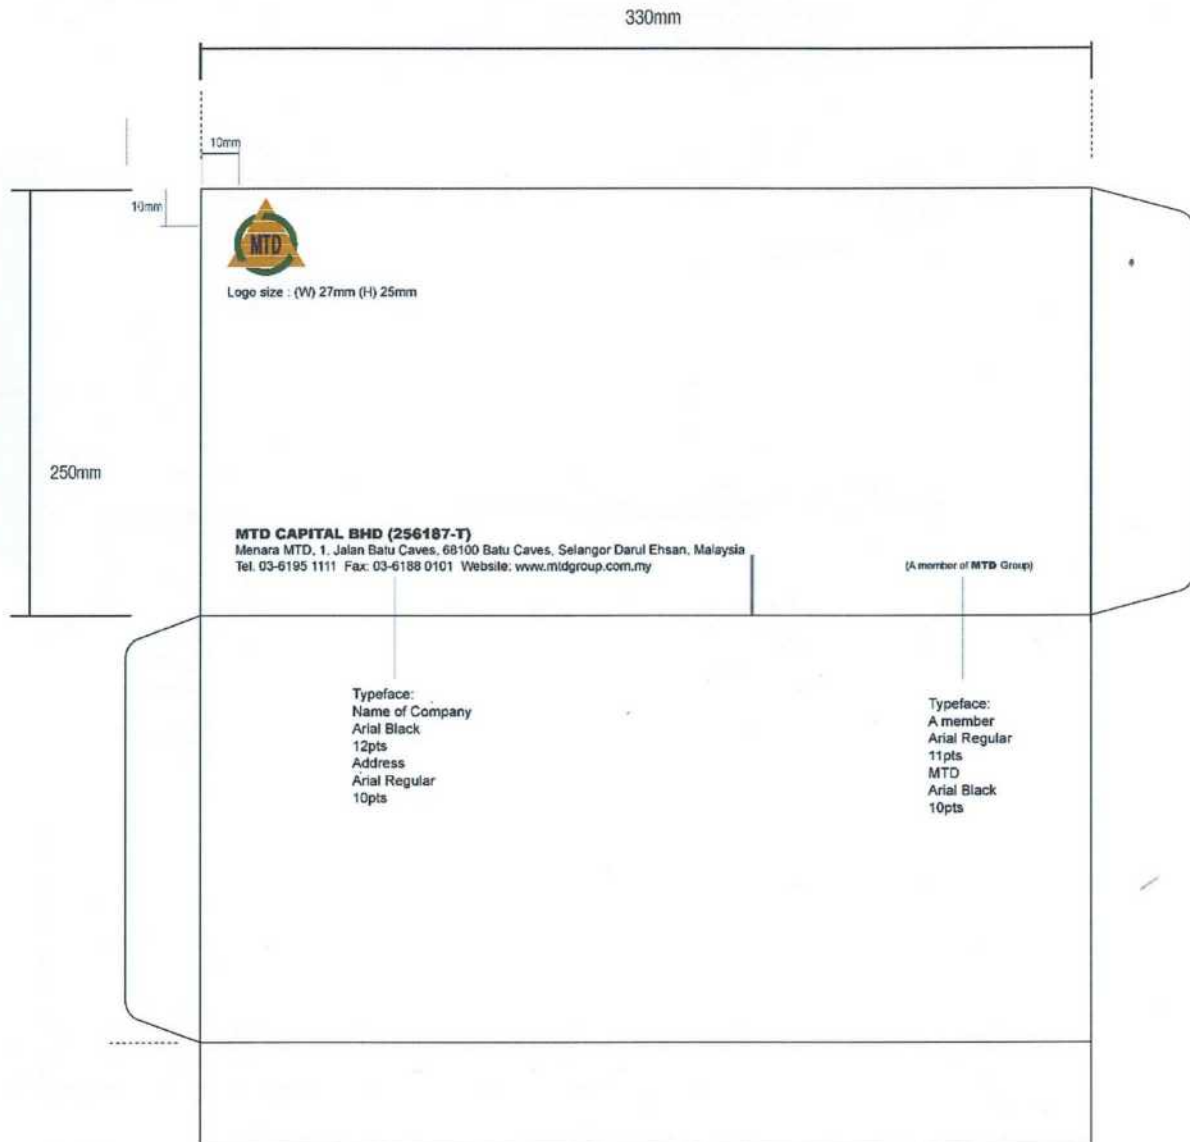 330mm
10mm
10mm
MTD
Logo size : (W) 27mm (H) 25mm
250mm
MTD CAPITAL BHD (256187-T)
Menara MTD, 1, Jalan Batu Caves, 68100 Batu Caves, Selangor Darul Ehsan, Malaysia
Tel. 03-6195 1111 Fax: 03-6188 0101 Website: www.mtdgroup.com.my
(A member of MTD Group)
Typeface:
Name of Company
Arial Black
12pts
Address
Arial Regular
10pts
Typeface:
A member
Arial Regular
11pts
MTD
Arial Black
10pts